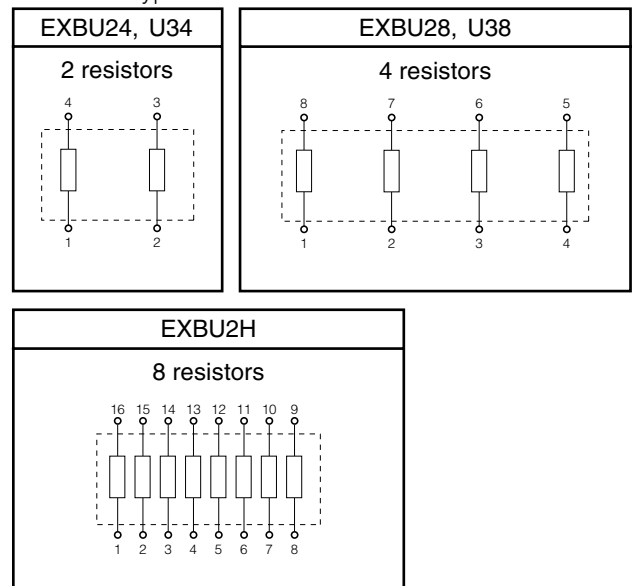 EXBU24, U34
2 resistors
4 3
1 2
EXBU28, U38
4 resistors
8 7 6 5
1 2 3 4
EXBU2H
8 resistors
16 15 14 13 12 11 10 9
1 2 3 4 5 6 7 8